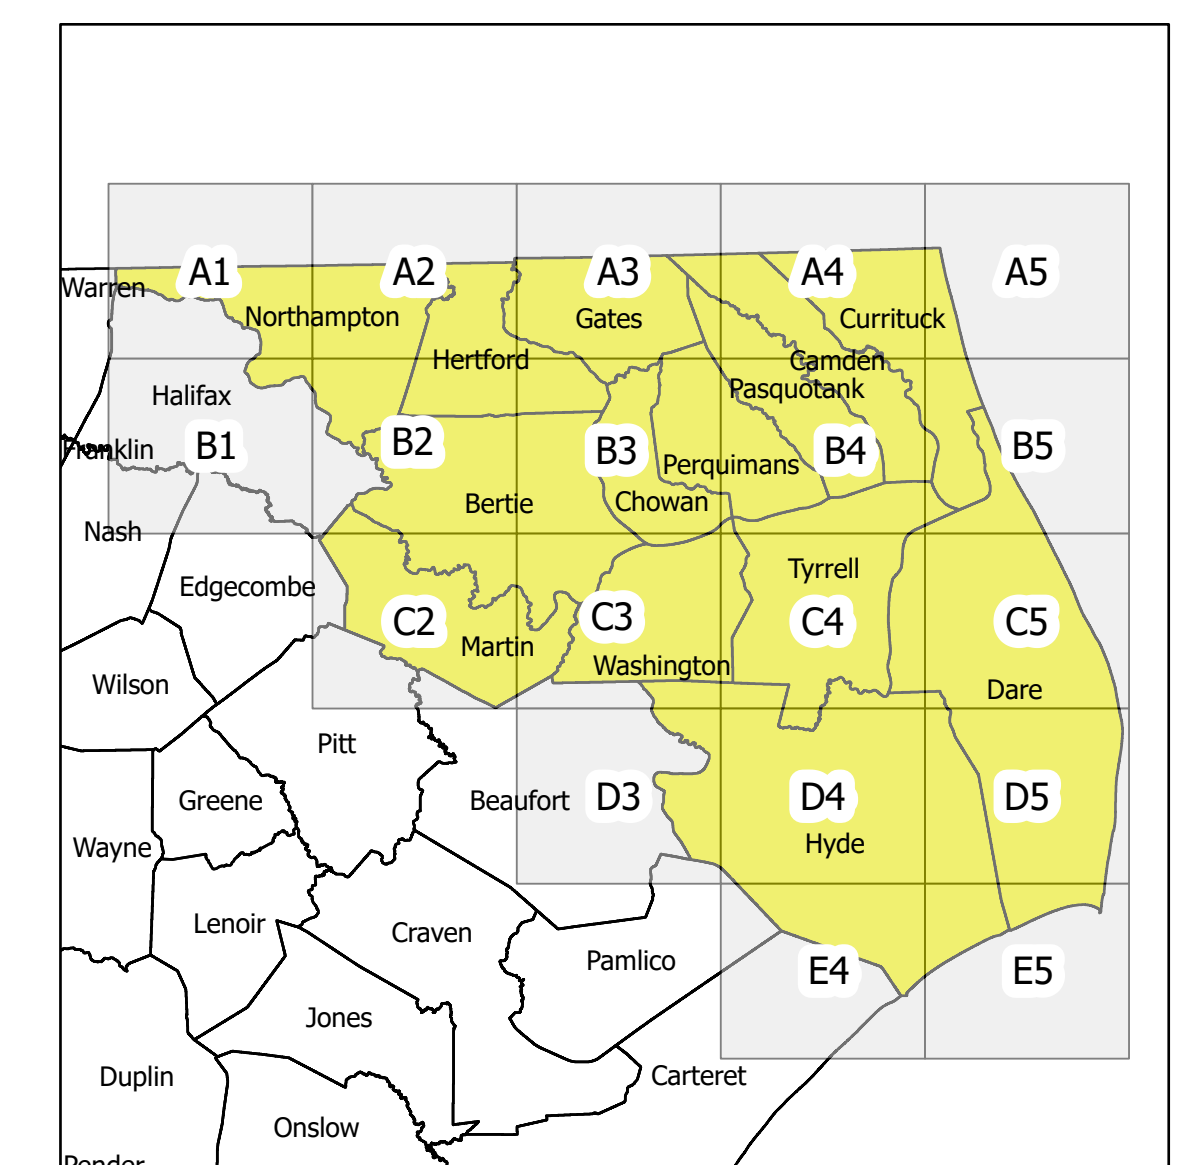 A1
A2
A3
A4
A5
Warren
Northampton
Gates
Currituck
Hertford
Camden
Pasquotank
Halifax
Franklin
B1
B2
B3
B4
B5
Perquimans
Bertie
Chowan
Nash
Edgecombe
Tyrrell
C2
C3
C4
C5
Martin
Washington
Wilson
Dare
Pitt
Greene
Beaufort
D3
D4
D5
Wayne
Hyde
Lenoir
Craven
Pamlico
E4
E5
Jones
Duplin
Carteret
Onslow
Pender